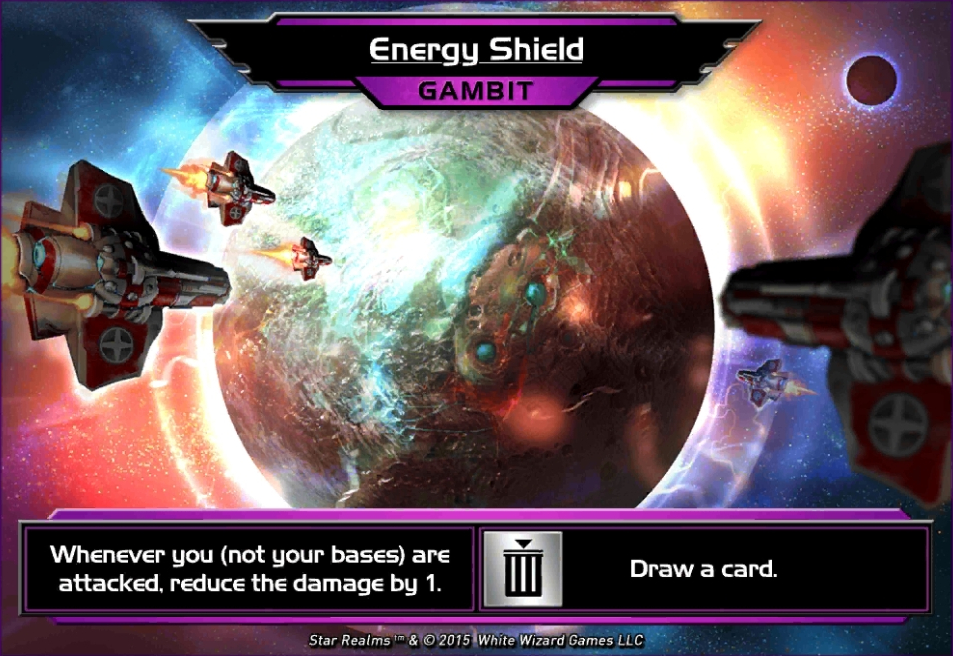 Energy Shield
GAMBIT
Whenever you (not your bases) are
attacked, reduce the damage by 1.
Draw a card.
Star Realms™ & © 2015 White Wizard Games LLC